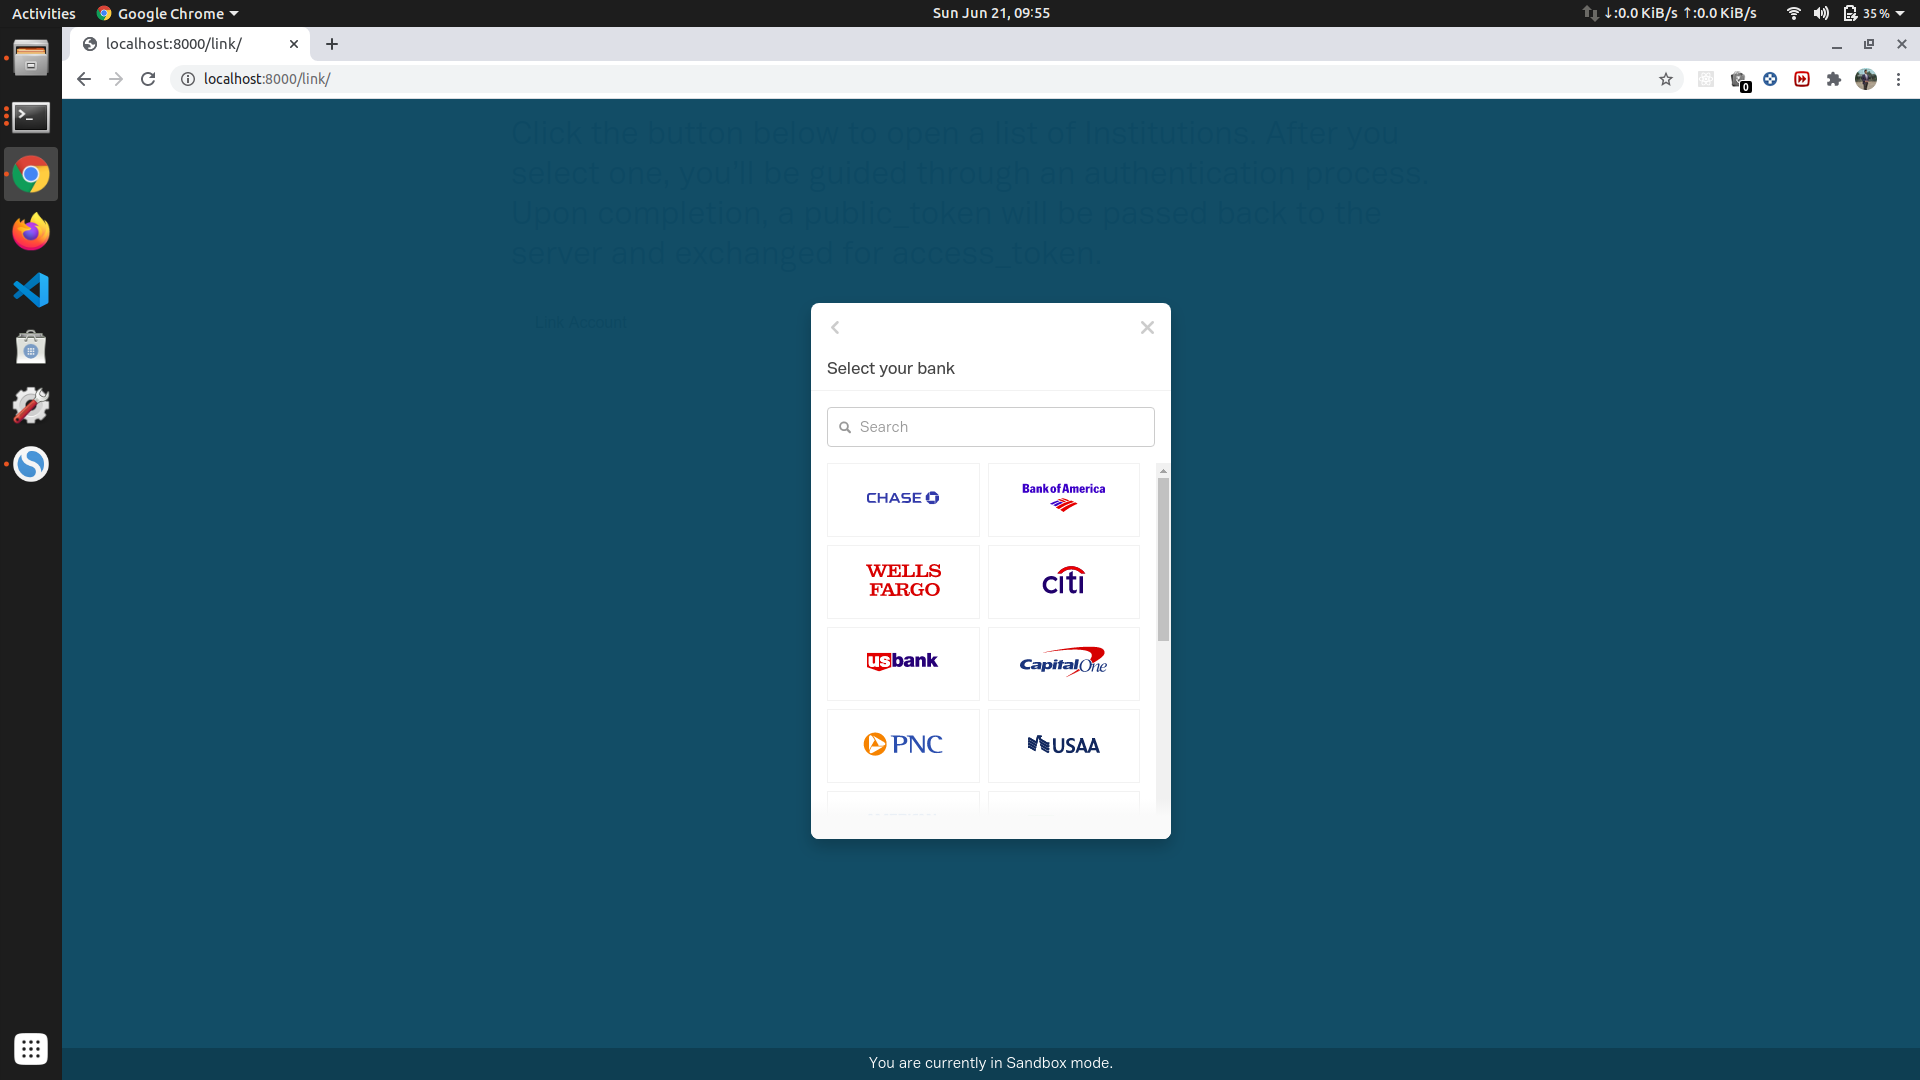 Activities
Google Chrome
Sun Jun 21, 09:55
↓:0.0 KiB/s ↑:0.0 KiB/s
35 %
localhost:8000/link/
localhost:8000/link/
0
Click the button below to open a list of institutions. After you
select one, you'll be guided through an authentication process.
Upon completion, a public_token will be passed back to the
server and exchanged for access_token.
Link Account
Select your bank
Search
CHASE
Bank of America
WELLS
FARGO
citi
usbank
CapitalOne
PNC
USAA
You are currently in Sandbox mode.